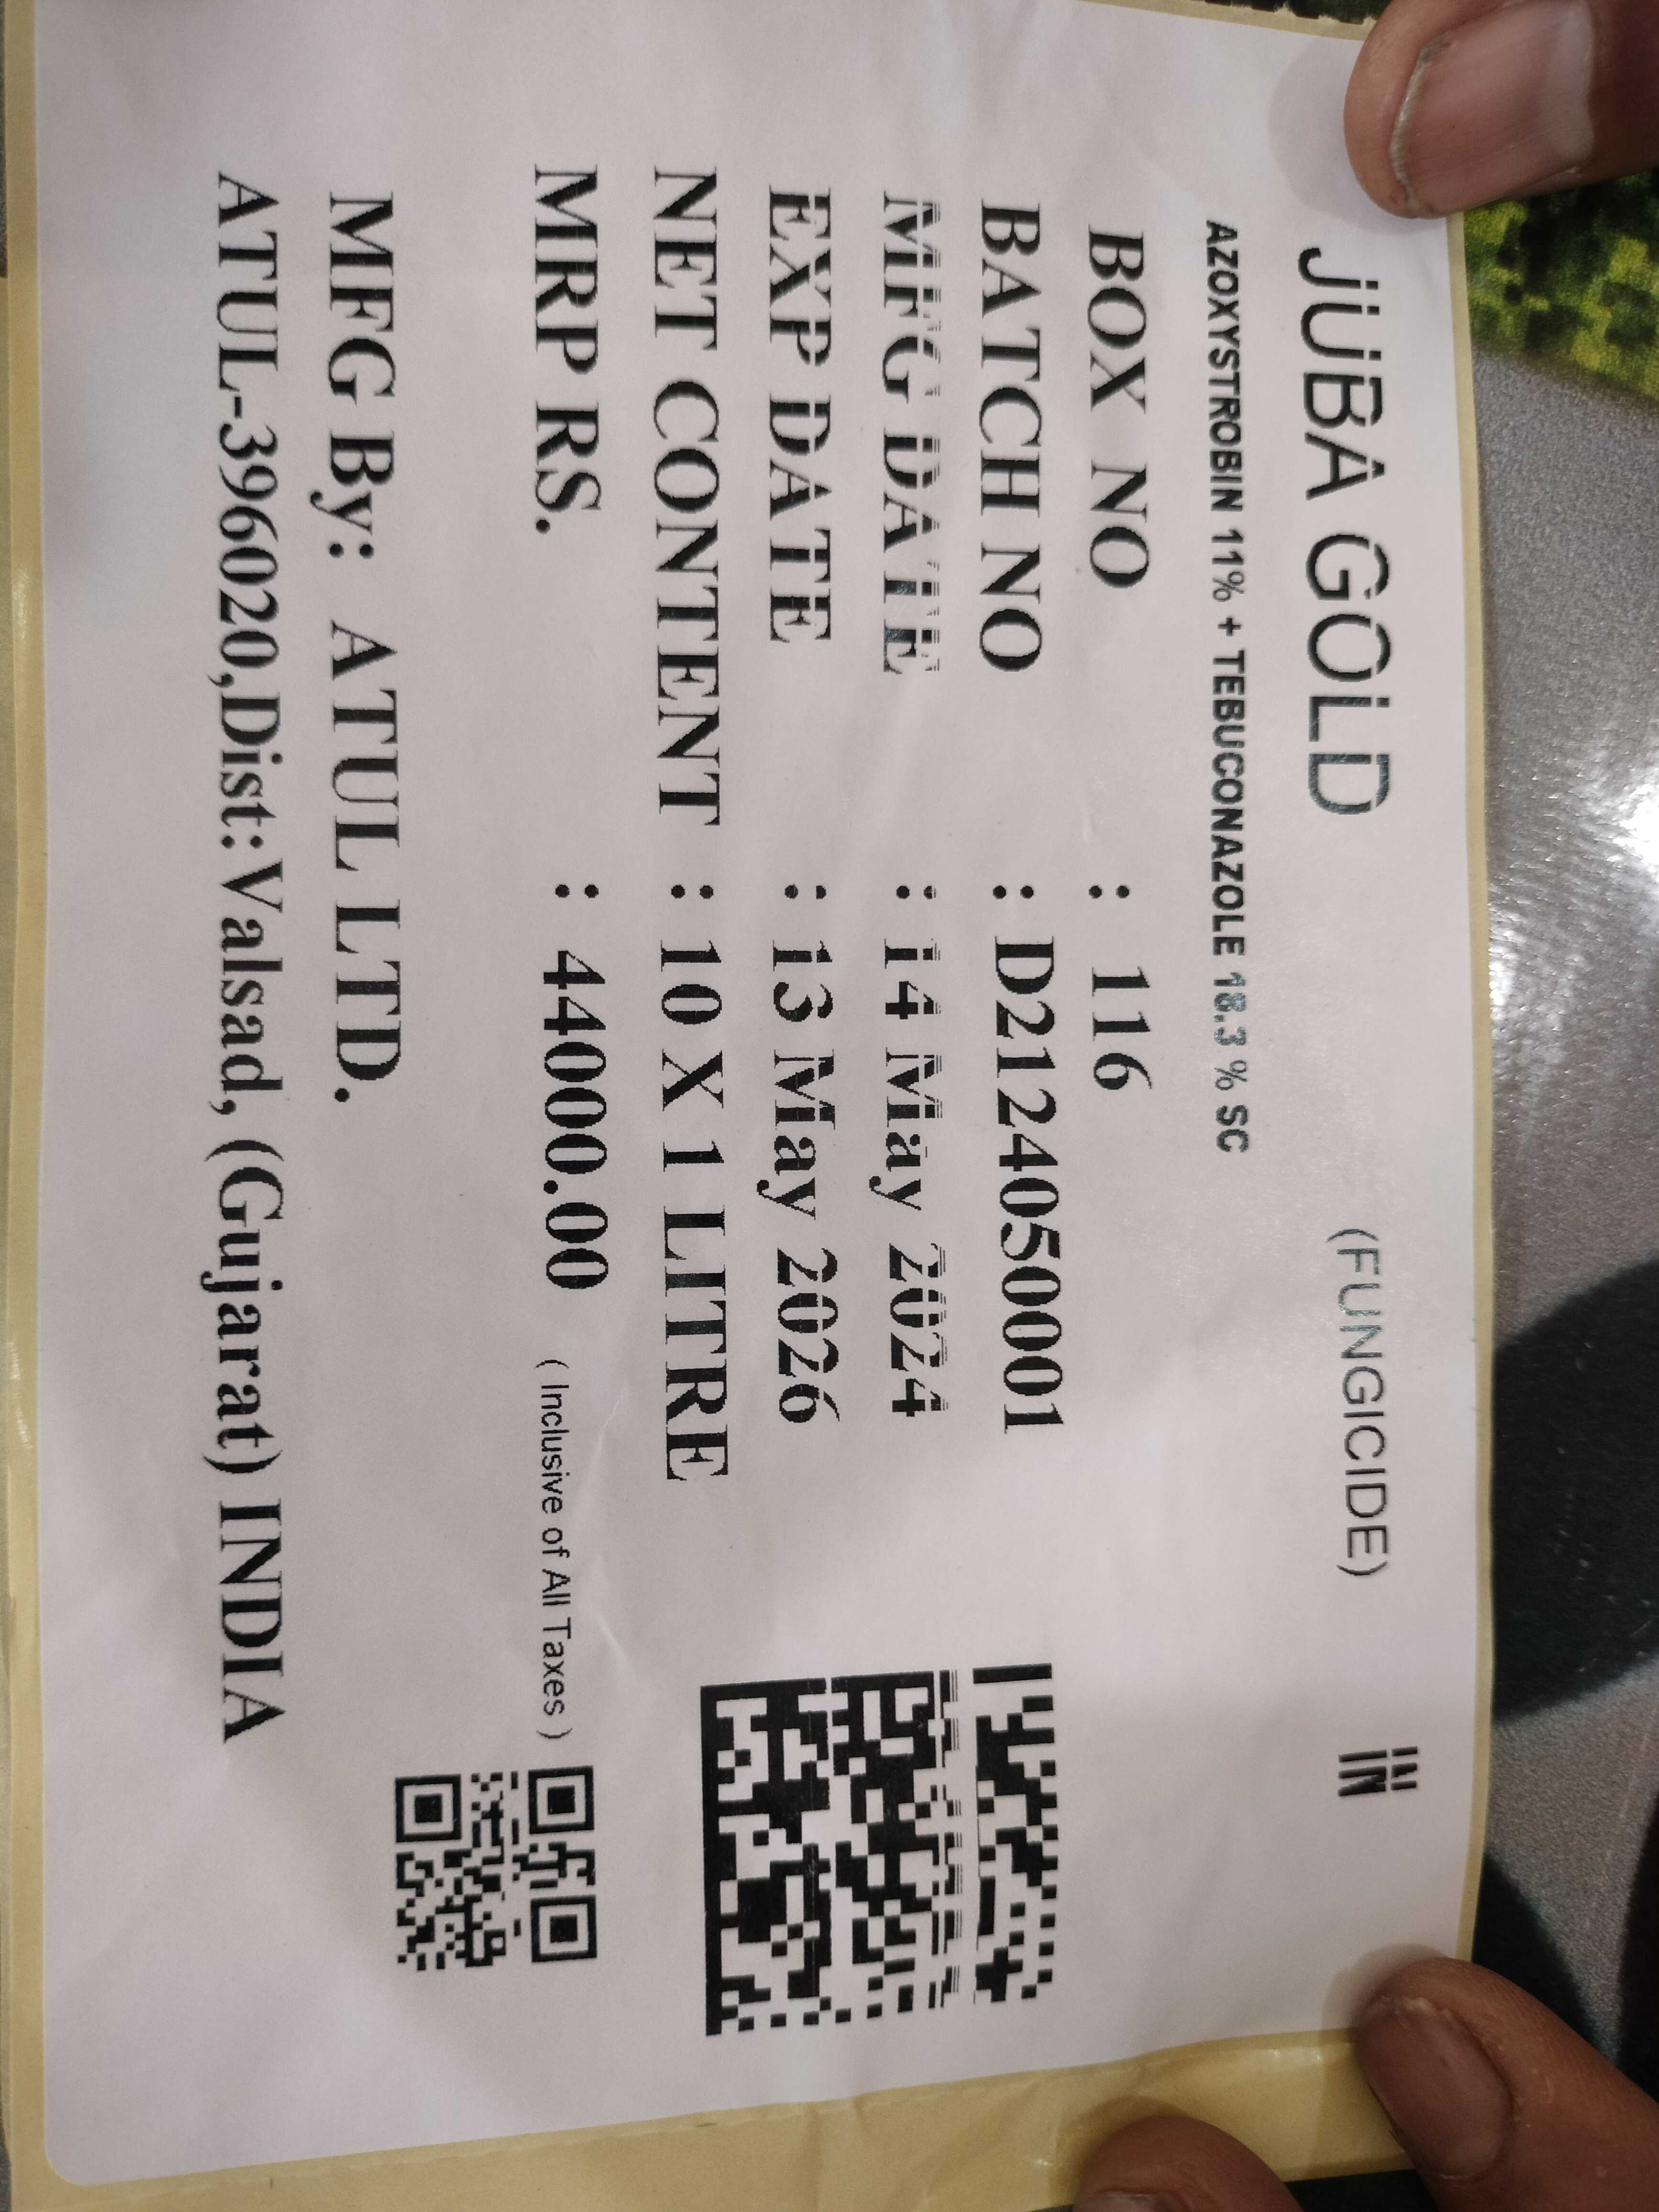 JUBA GOLD (FUNGICIDE) IN
AZOXYSTROBIN 11% + TEBUCONAZOLE 18.3 % SC
BOX NO : 116
BATCH NO : D212405001
MFG DATE : 14 May 2024
EXP DATE : 13 May 2026
NET CONTENT : 10 X 1 LITRE
MRP RS. : 44000.00 ( Inclusive of All Taxes )
MFG By: ATUL LTD.
ATUL-396020,Dist:Valsad, (Gujarat) INDIA